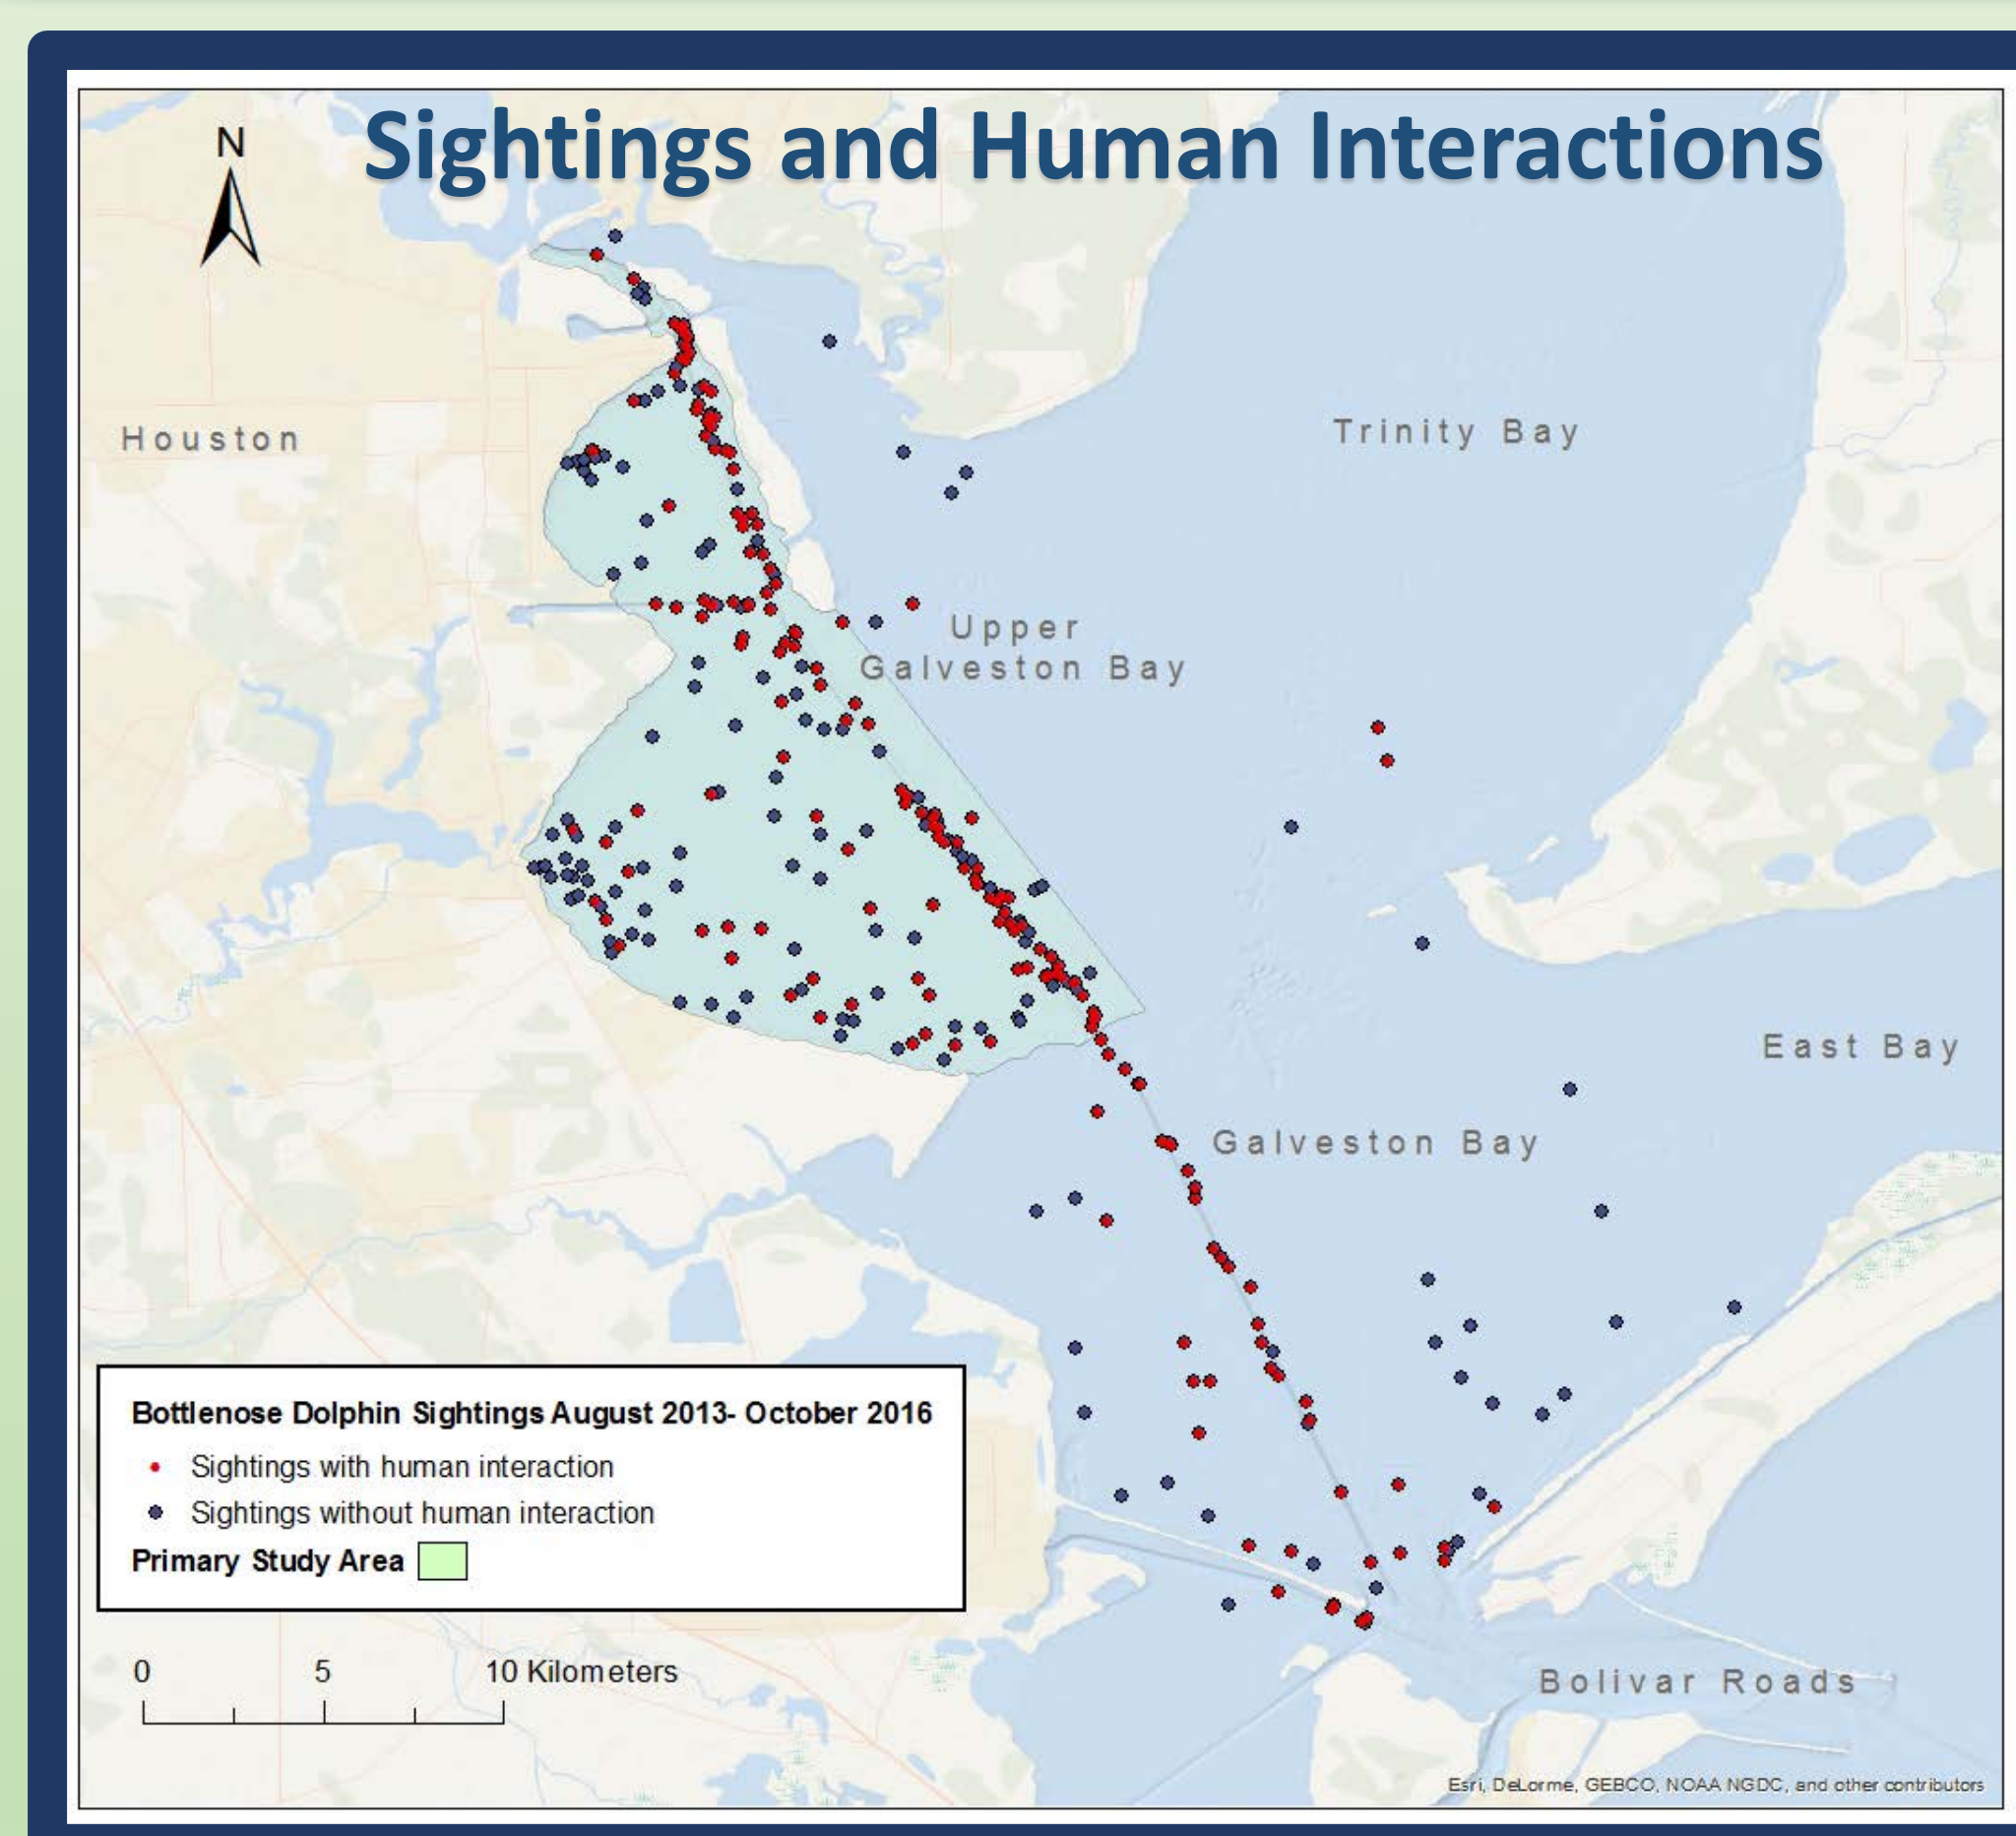 Sightings and Human Interactions
N
Houston
Trinity Bay
Upper
Galveston Bay
East Bay
Galveston Bay
Bottlenose Dolphin Sightings August 2013- October 2016
Sightings with human interaction
Sightings without human interaction
Primary Study Area
0 5 10 Kilometers
Bolivar Roads
Esri, DeLorme, GEBCO, NOAA NGDC, and other contributors